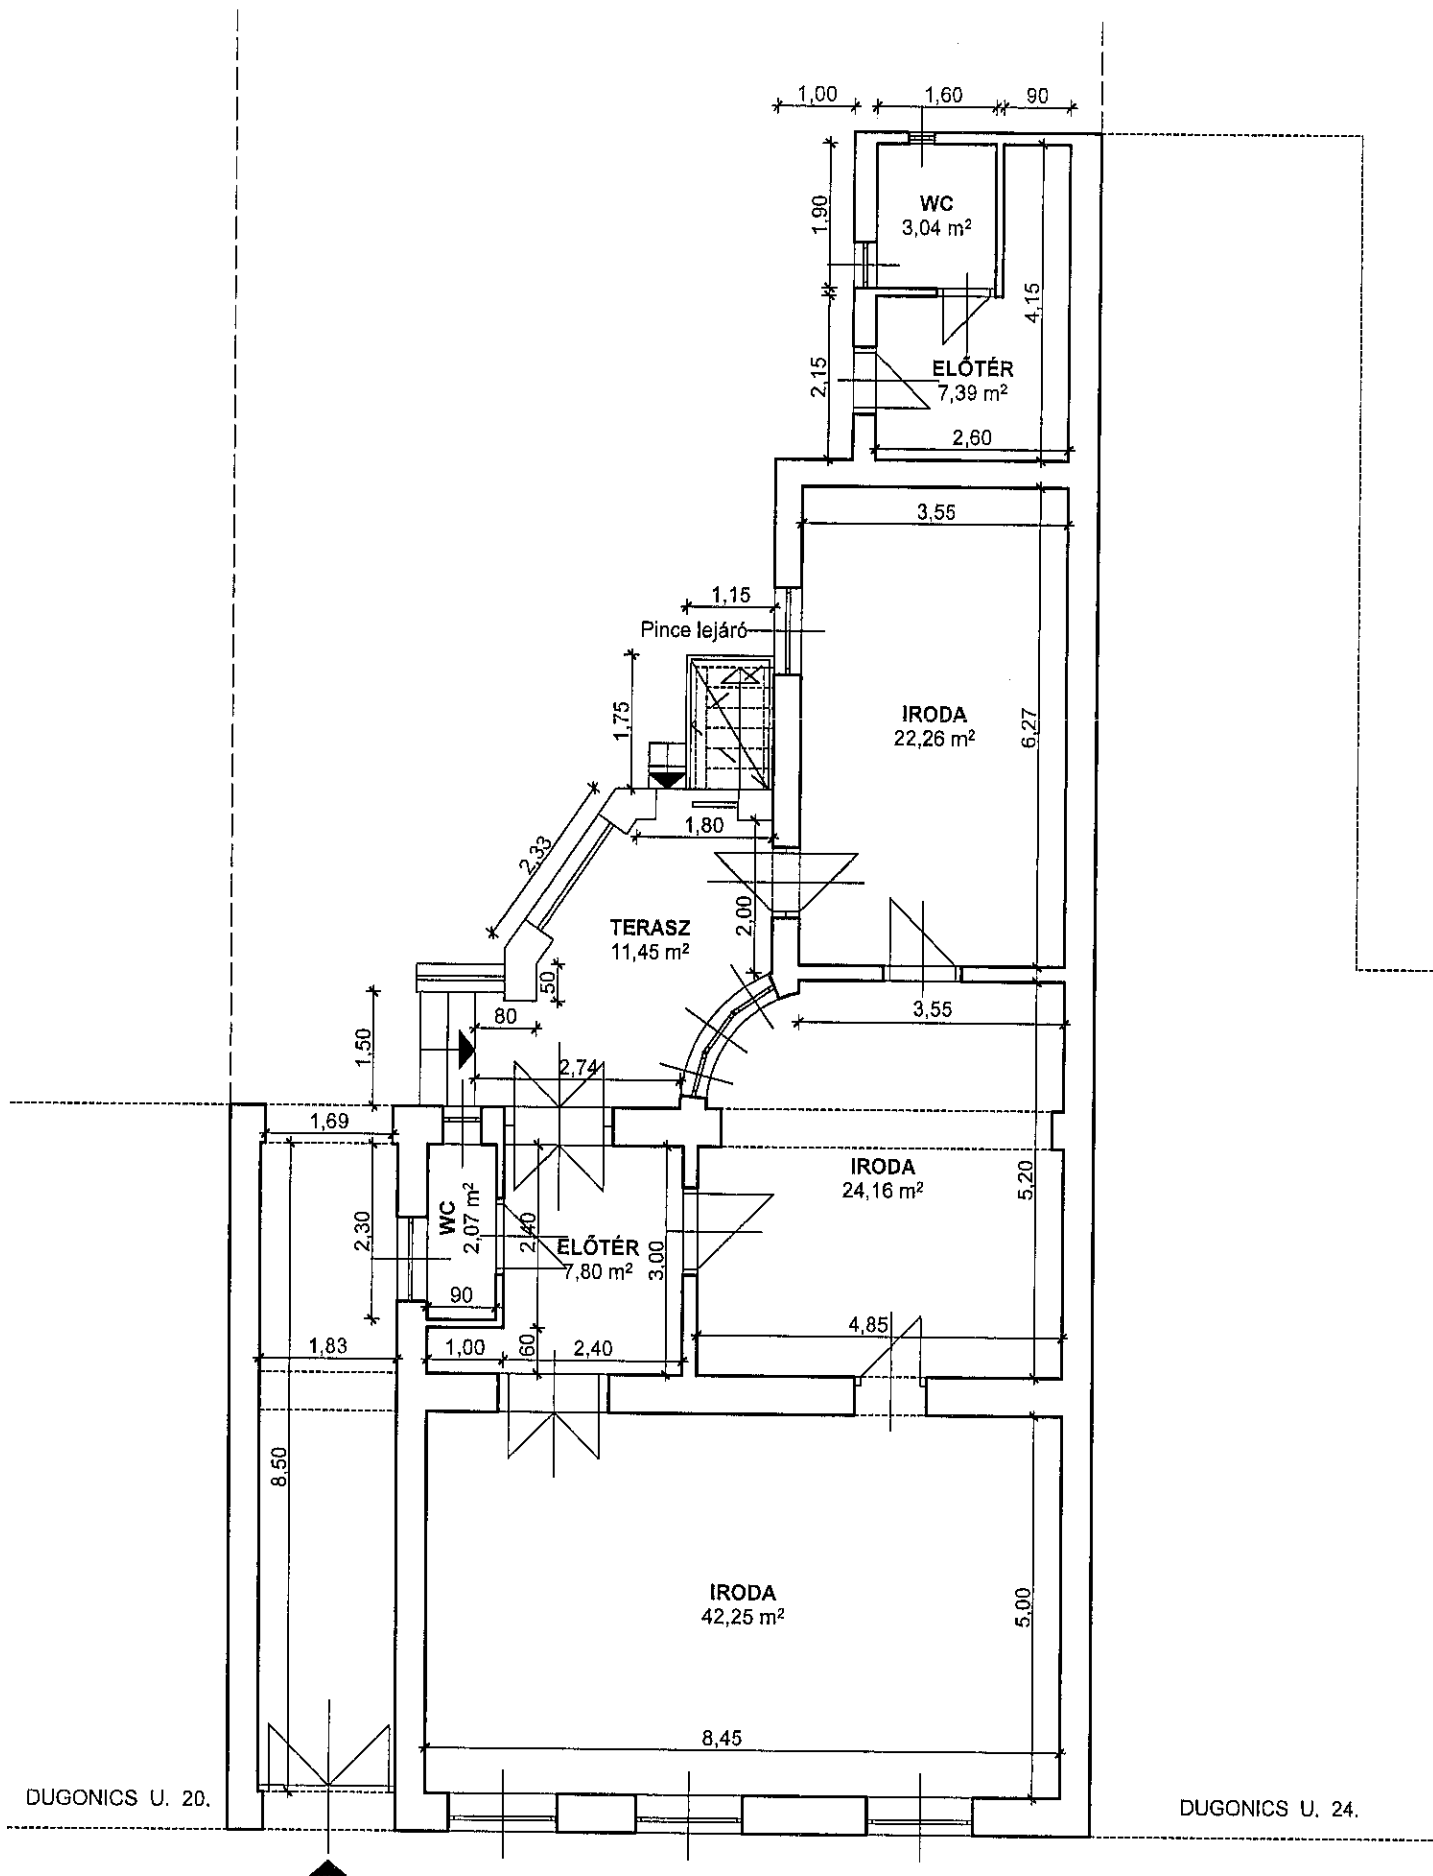 1,00
1,60
90
1,90
WC
3,04 m²
4,15
2,15
ELŐTÉR
7,39 m²
2,60
3,55
1,15
Pince lejáró
1,75
IRODA
22,26 m²
6,27
1,80
2,33
2,00
TERASZ
11,45 m²
50
80
3,55
1,50
2,74
1,69
IRODA
24,16 m²
5,20
WC
2,07 m²
2,30
2,40
ELŐTÉR
7,80 m²
3,00
90
4,85
1,83
1,00
60
2,40
8,50
IRODA
42,25 m²
5,00
8,45
DUGONICS U. 20.
DUGONICS U. 24.